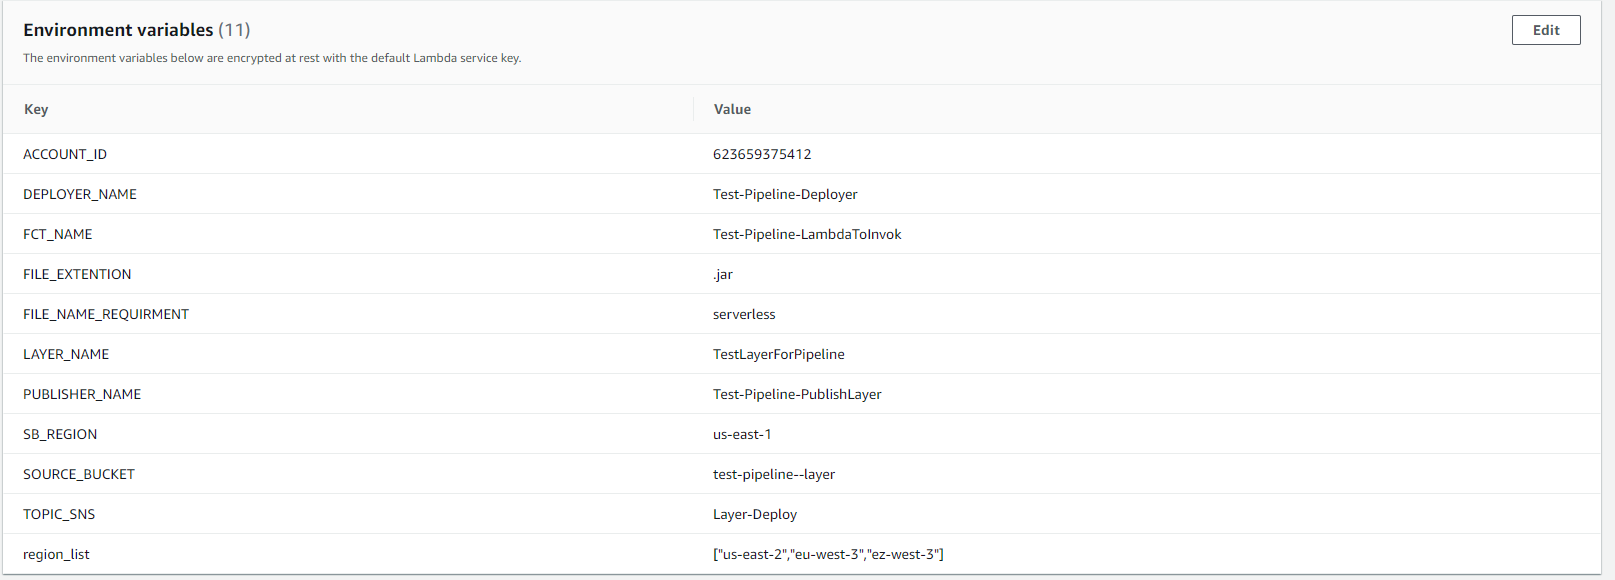 Environment variables (11)
Edit
The environment variables below are encrypted at rest with the default Lambda service key.
Key Value
ACCOUNT_ID 623659375412
DEPLOYER_NAME Test-Pipeline-Deployer
FCT_NAME Test-Pipeline-LambdaToInvok
FILE_EXTENTION .jar
FILE_NAME_REQUIRMENT serverless
LAYER_NAME TestLayerForPipeline
PUBLISHER_NAME Test-Pipeline-PublishLayer
SB_REGION us-east-1
SOURCE_BUCKET test-pipeline--layer
TOPIC_SNS Layer-Deploy
region_list ["us-east-2","eu-west-3","ez-west-3"]